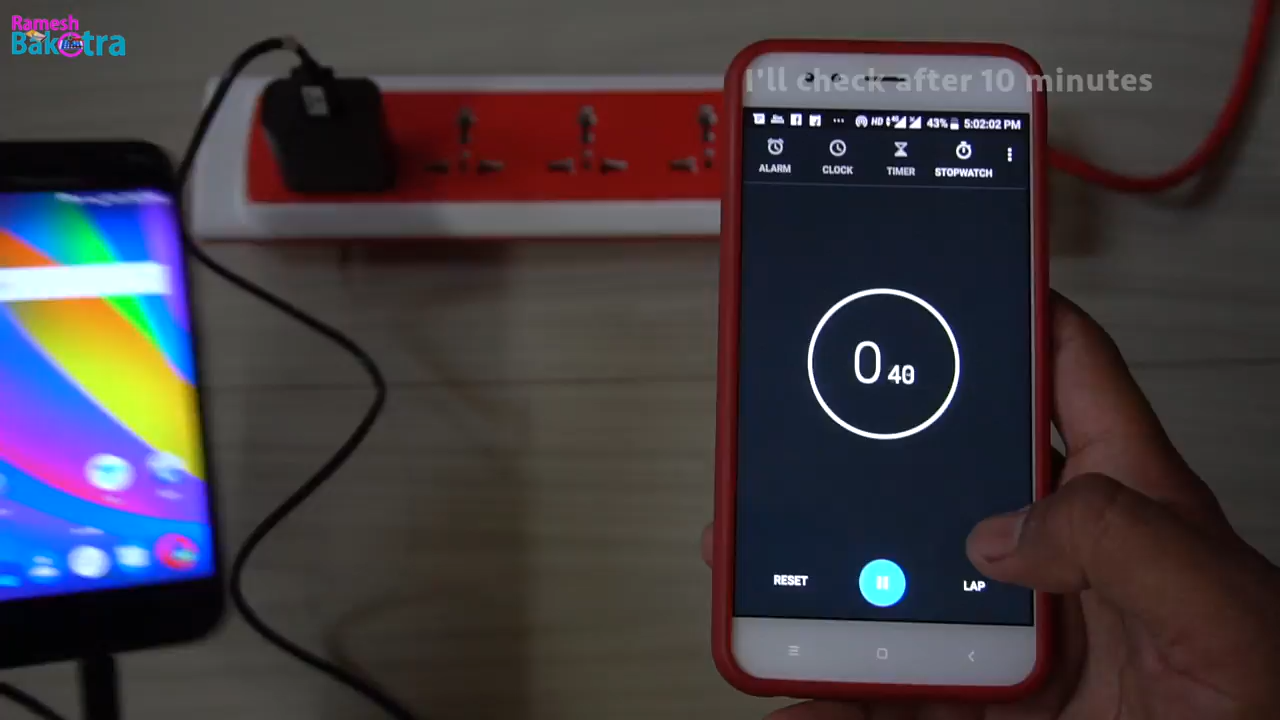 Ramesh
Bakotra
I'll check after 10 minutes
HD 43% 5:02:02 PM
ALARM CLOCK TIMER STOPWATCH
0 40
RESET LAP